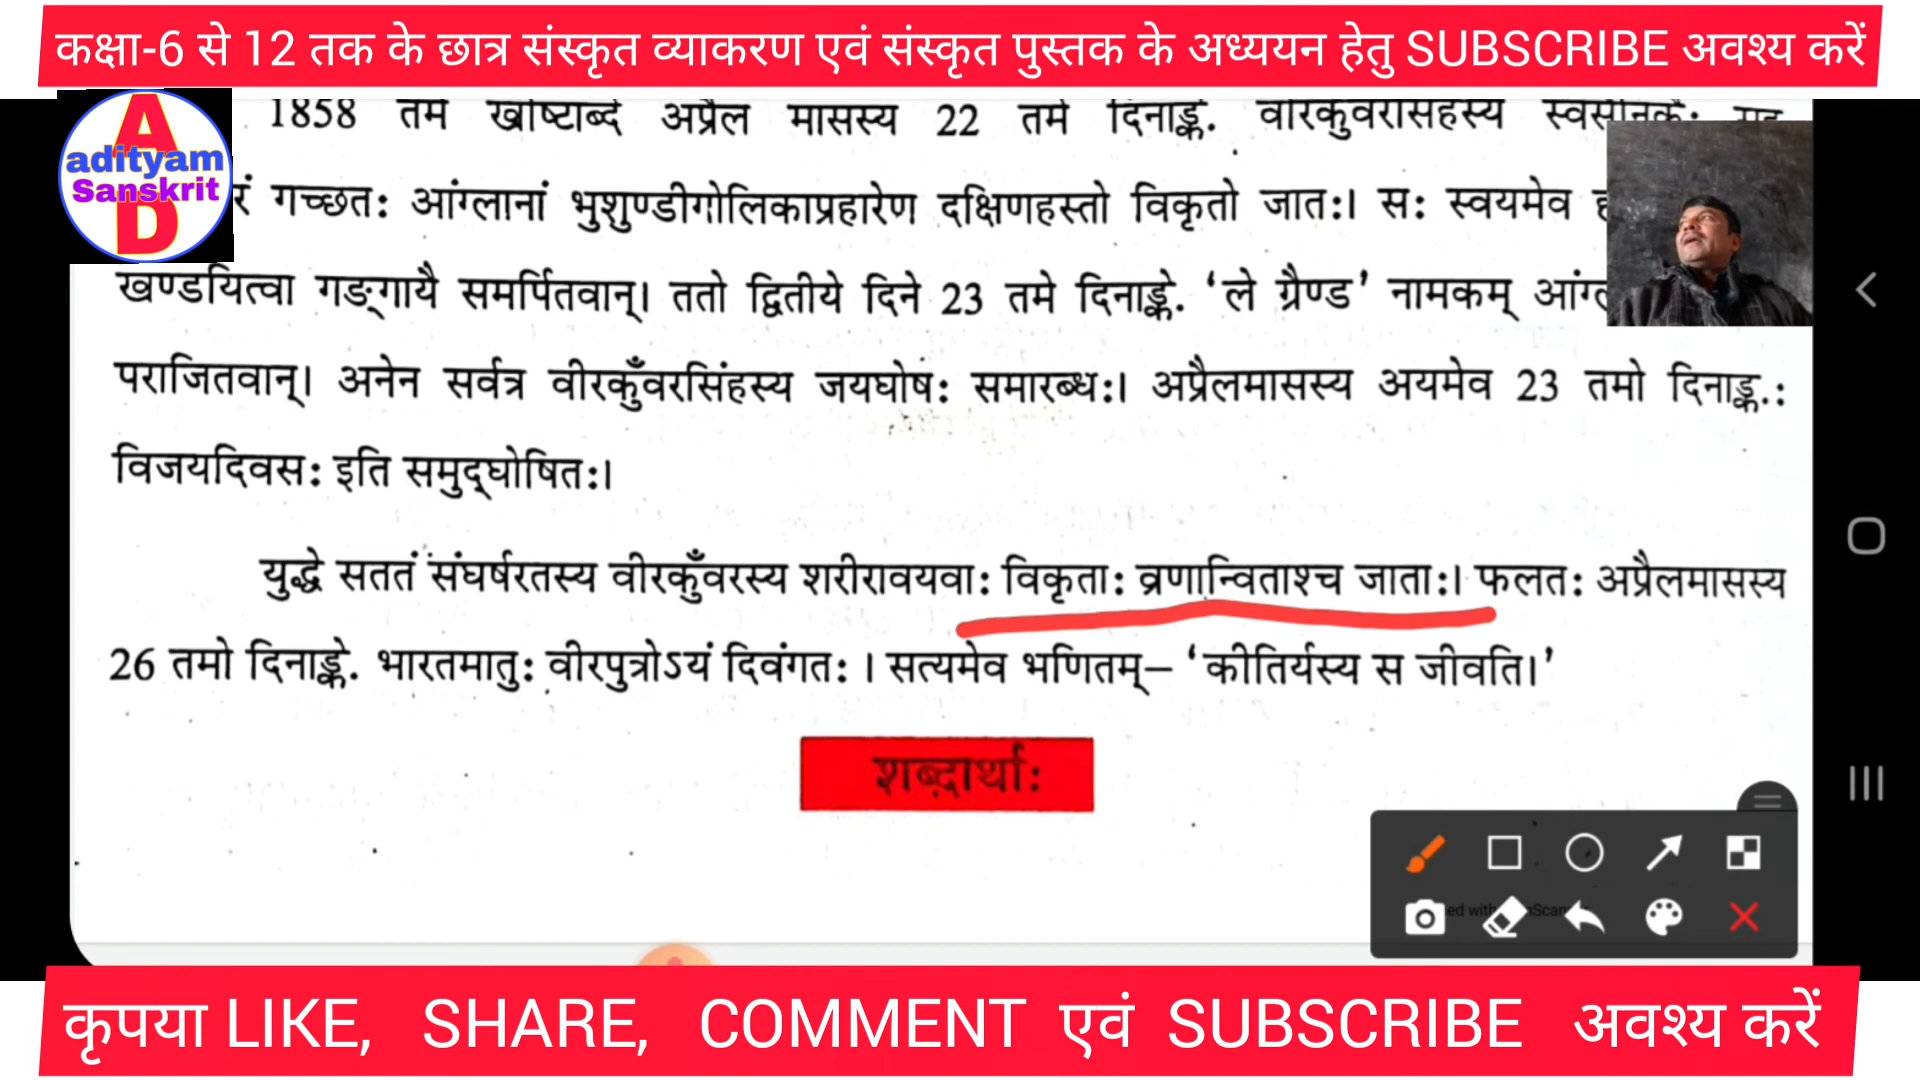 कक्षा-6 से 12 तक के छात्र संस्कृत व्याकरण एवं संस्कृत पुस्तक के अध्ययन हेतु SUBSCRIBE अवश्य करें
A
adityam
Sanskrit
D
1858 तमे ख्रीष्टाब्दे अप्रैल मासस्य 22 तमे दिनाङ्के. वीरकुँवरसिंहस्य स्वसैनिकैः
गच्छत: आंग्लानां भुशुण्डीगोलिकाप्रहारेण दक्षिणहस्तो विकृतो जात:। स: स्वयमेव
खण्डयित्वा गङ्गायै समर्पितवान्। ततो द्वितीये दिने 23 तमे दिनाङ्के. ‘ले ग्रैण्ड’ नामकम्
पराजितवान्। अनेन सर्वत्र वीरकुँवरसिंहस्य जयघोष: समारब्ध:। अप्रैलमासस्य अयमेव 23 तमो दिनाङ्क.:
विजयदिवस: इति समुद्घोषित:।
युद्धे सततं संघर्षरतस्य वीरकुँवरस्य शरीरावयवा: विकृता: व्रणान्विताश्च जाता:। फलत: अप्रैलमासस्य
26 तमो दिनाङ्के. भारतमातु: वीरपुत्रोऽयं दिवंगत: । सत्यमेव भणितम्– ‘कीतिर्यस्य स जीवति।’
शब्दार्था:
कृपया LIKE, SHARE, COMMENT एवं SUBSCRIBE अवश्य करें